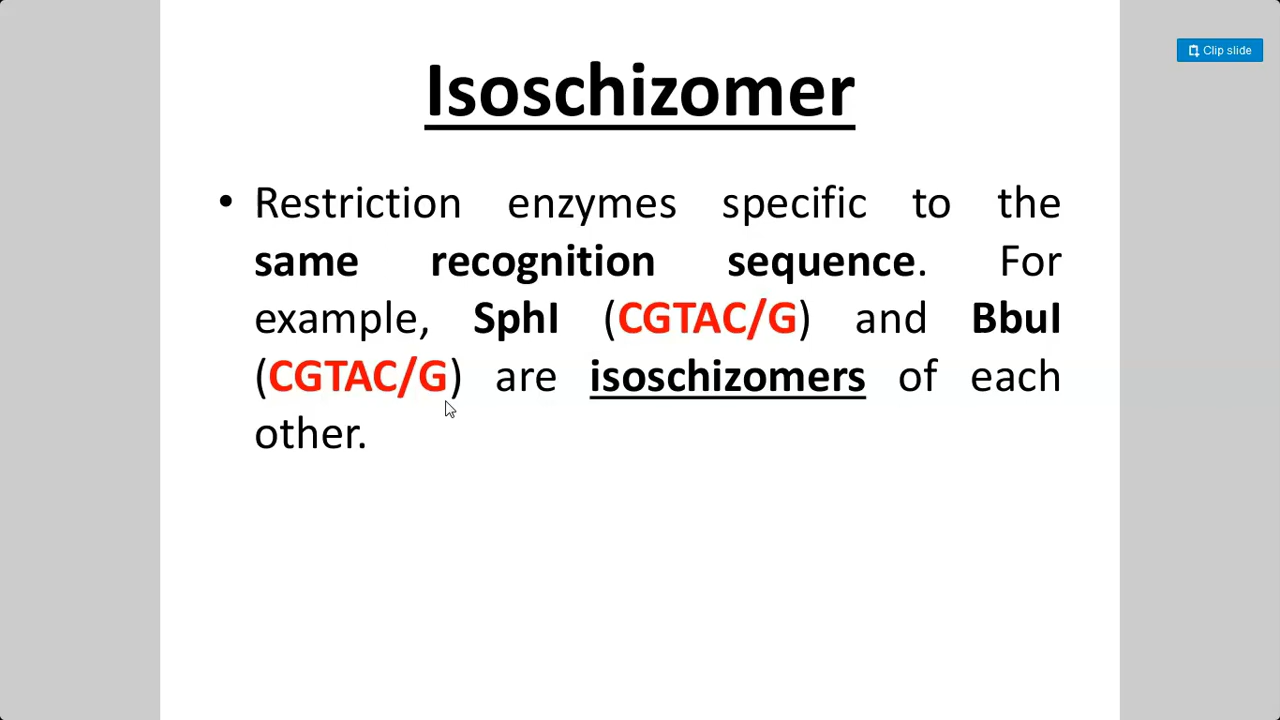 Isoschizomer
Clip slide
• Restriction enzymes specific to the
same recognition sequence. For
example, SphI (CGTAC/G) and BbuI
(CGTAC/G) are isoschizomers of each
other.